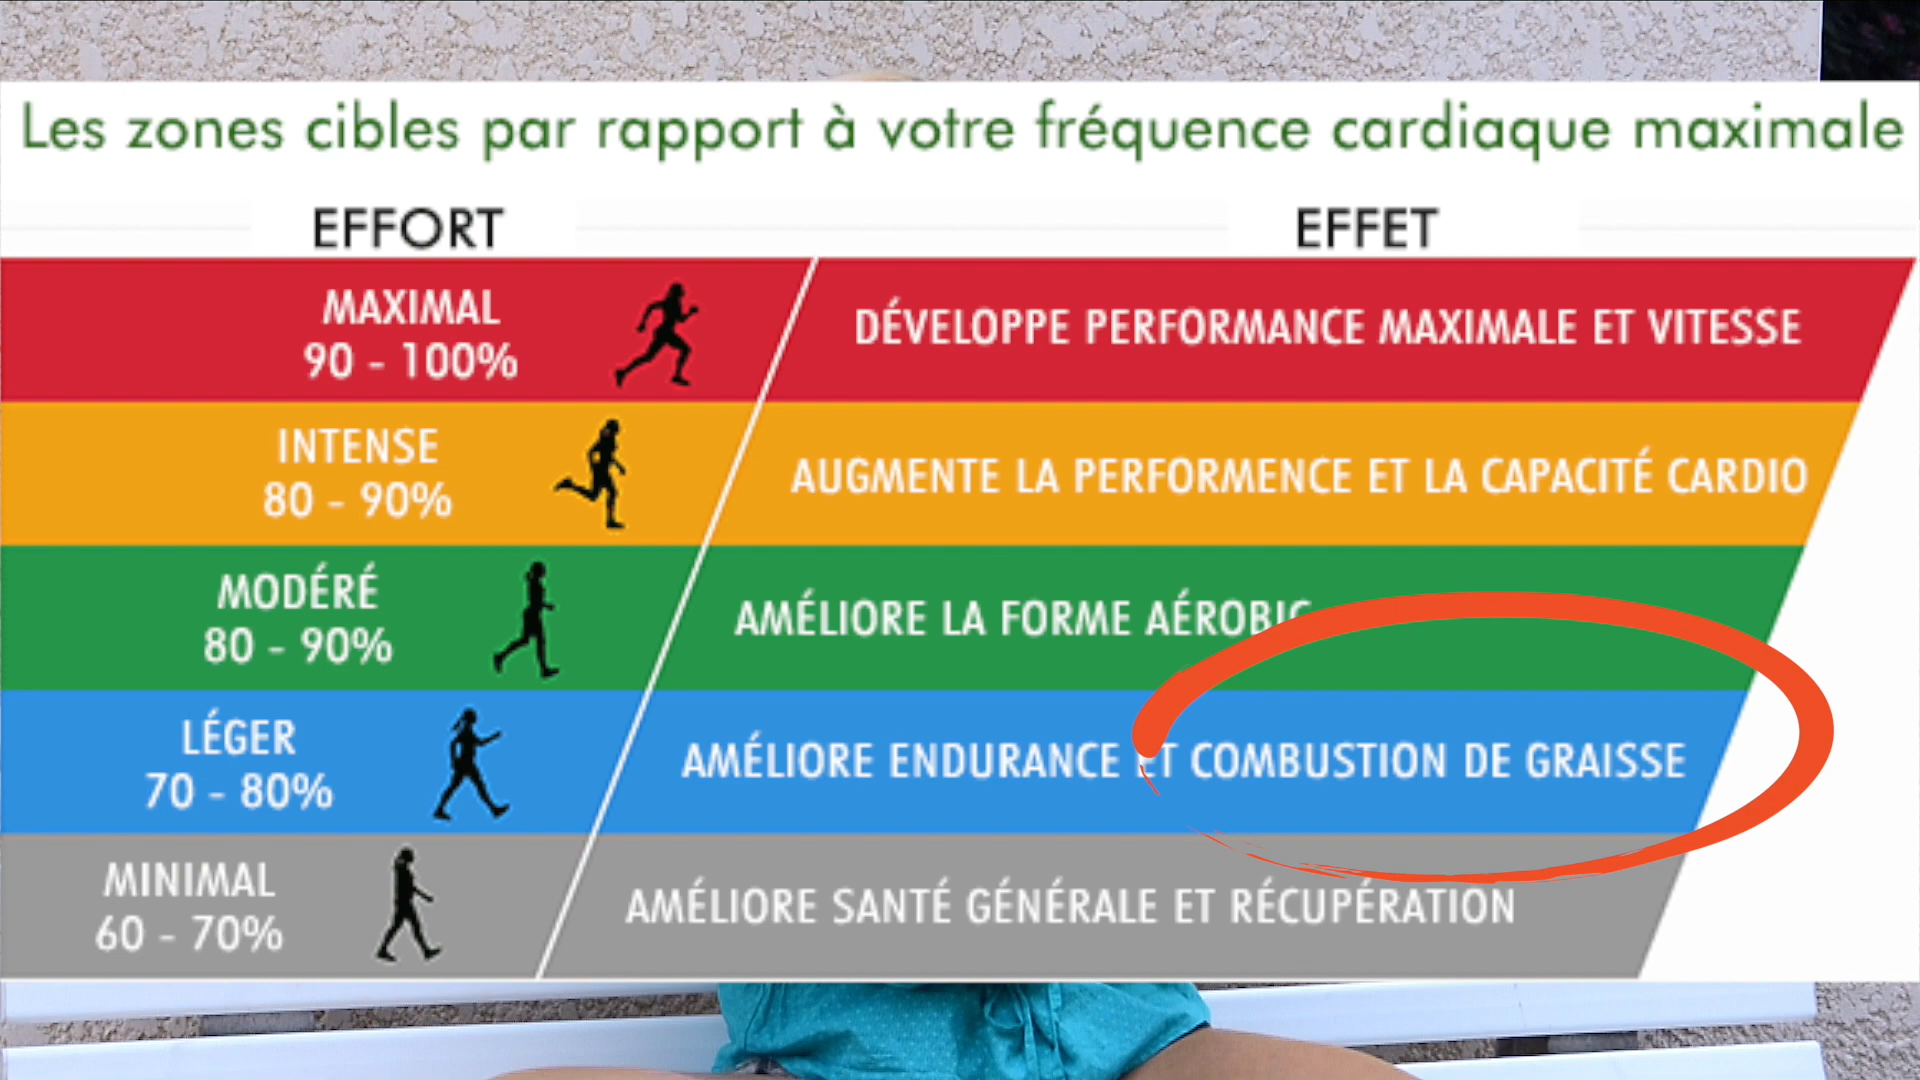 Les zones cibles par rapport à votre fréquence cardiaque maximale
EFFORT
EFFET
MAXIMAL
90 - 100%
DÉVELOPPE PERFORMANCE MAXIMALE ET VITESSE
INTENSE
80 - 90%
AUGMENTE LA PERFORMENCE ET LA CAPACITÉ CARDIO
MODÉRÉ
80 - 90%
AMÉLIORE LA FORME AÉROBIC
LÉGER
70 - 80%
AMÉLIORE ENDURANCE ET COMBUSTION DE GRAISSE
MINIMAL
60 - 70%
AMÉLIORE SANTÉ GÉNÉRALE ET RÉCUPÉRATION